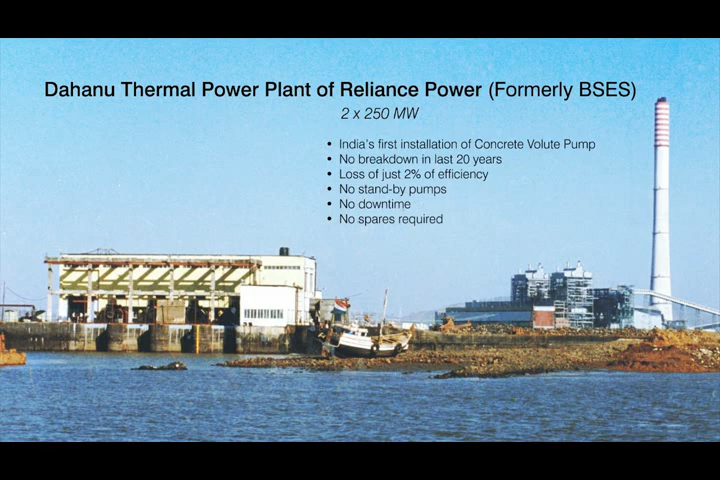 Dahanu Thermal Power Plant of Reliance Power (Formerly BSES)
2 x 250 MW
• India's first installation of Concrete Volute Pump
• No breakdown in last 20 years
• Loss of just 2% of efficiency
• No stand-by pumps
• No downtime
• No spares required